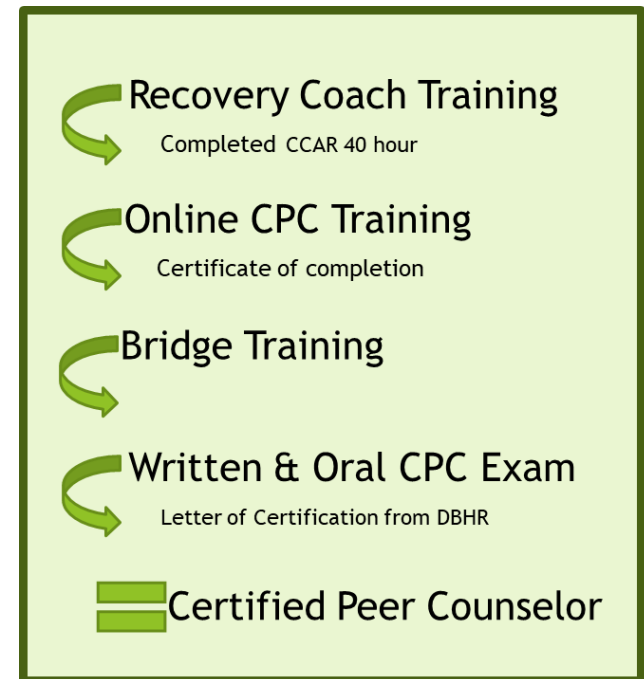 Recovery Coach Training
Completed CCAR 40 hour
Online CPC Training
Certificate of completion
Bridge Training
Written & Oral CPC Exam
Letter of Certification from DBHR
Certified Peer Counselor